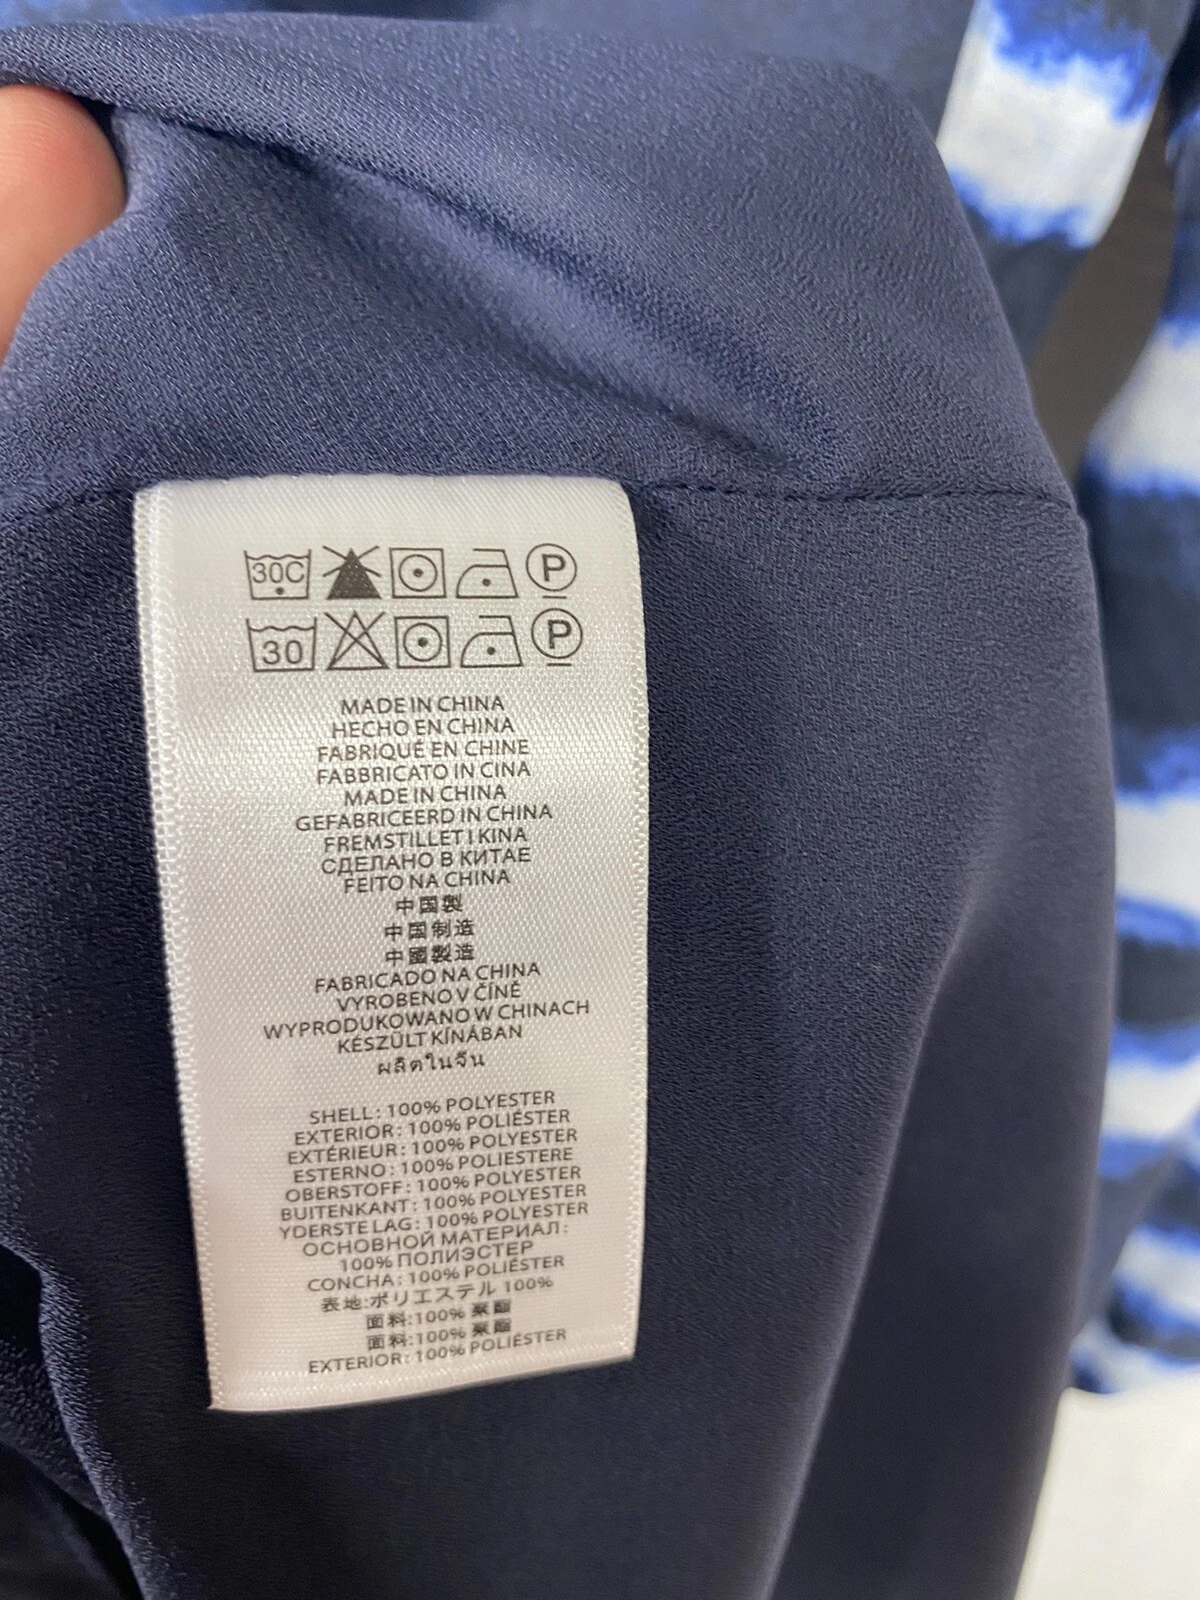 30C P
30 P
MADE IN CHINA
HECHO EN CHINA
FABRIQUÉ EN CHINE
FABBRICATO IN CINA
MADE IN CHINA
GEFABRICEERD IN CHINA
FREMSTILLET I KINA
СДЕЛАНО В КИТАЕ
FEITO NA CHINA
中国製
中国制造
中國製造
FABRICADO NA CHINA
VYROBENO V ČÍNĚ
WYPRODUKOWANO W CHINACH
KÉSZÜLT KÍNÁBAN
ผลิตในจีน
SHELL: 100% POLYESTER
EXTERIOR: 100% POLIÉSTER
EXTÉRIEUR: 100% POLYESTER
ESTERNO: 100% POLIESTERE
OBERSTOFF: 100% POLYESTER
BUITENKANT: 100% POLYESTER
YDERSTE LAG: 100% POLYESTER
ОСНОВНОЙ МАТЕРИАЛ:
100% ПОЛИЭСТЕР
CONCHA: 100% POLIÉSTER
表地:ポリエステル 100%
面料:100% 聚酯
面料:100% 聚酯
EXTERIOR: 100% POLIÉSTER